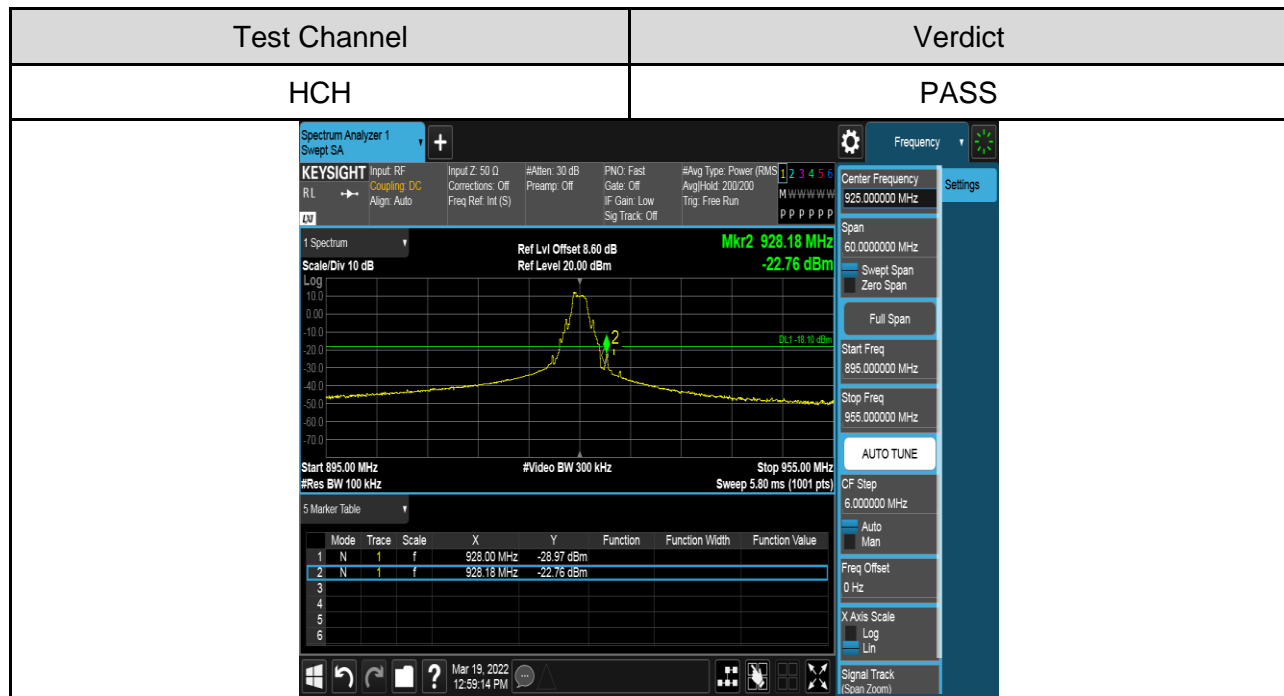 Test Channel Verdict
HCH PASS
Spectrum Analyzer 1
Swept SA
+
Frequency
KEYSIGHT
RL
LXI
Input: RF
Coupling: DC
Align: Auto
Input Z: 50 Ω
Corrections: Off
Freq Ref: Int (S)
#Atten: 30 dB
Preamp: Off
PNO: Fast
Gate: Off
IF Gain: Low
Sig Track: Off
#Avg Type: Power (RMS
Avg|Hold: 200/200
Trig: Free Run
1 2 3 4 5 6
M W W W W W
P P P P P P
1 Spectrum
Scale/Div 10 dB
Ref Lvl Offset 8.60 dB
Ref Level 20.00 dBm
Mkr2 928.18 MHz
-22.76 dBm
Log
10.0
0.00
-10.0
-20.0
-30.0
-40.0
-50.0
-60.0
-70.0
2
DL1 -18.10 dBm
Start 895.00 MHz #Video BW 300 kHz Stop 955.00 MHz
#Res BW 100 kHz Sweep 5.80 ms (1001 pts)
5 Marker Table
Mode Trace Scale X Y Function Function Width Function Value
1 N 1 f 928.00 MHz -28.97 dBm
2 N 1 f 928.18 MHz -22.76 dBm
3
4
5
6
?
Mar 19, 2022
12:59:14 PM
Center Frequency
925.000000 MHz
Settings
Span
60.0000000 MHz
Swept Span
Zero Span
Full Span
Start Freq
895.000000 MHz
Stop Freq
955.000000 MHz
AUTO TUNE
CF Step
6.000000 MHz
Auto
Man
Freq Offset
0 Hz
X Axis Scale
Log
Lin
Signal Track
(Span Zoom)